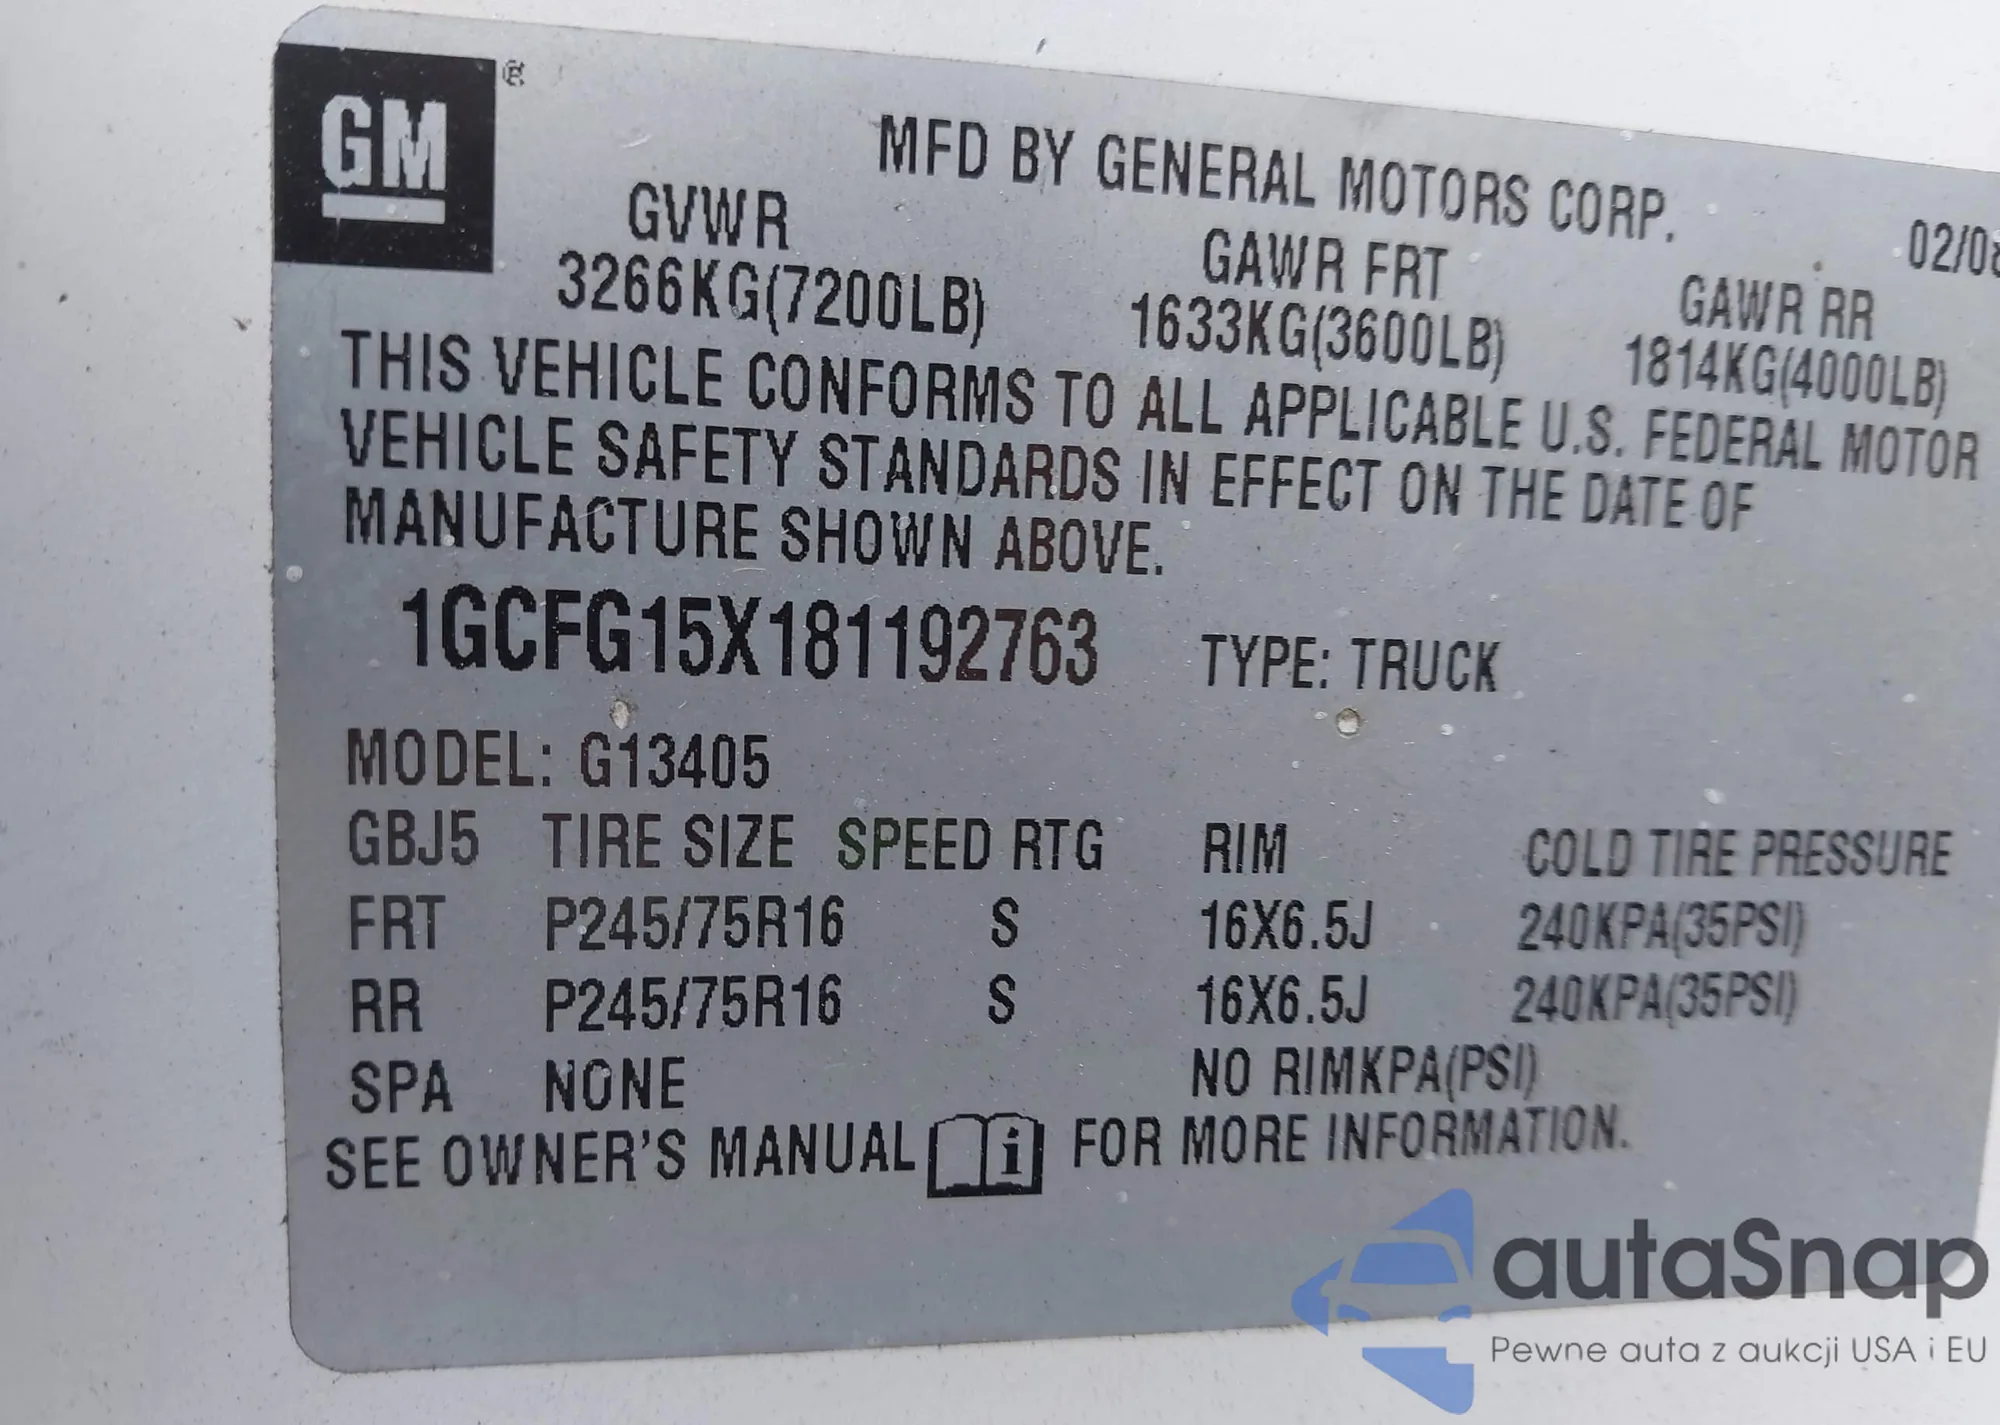 GM ®
MFD BY GENERAL MOTORS CORP. 02/08
GVWR GAWR FRT GAWR RR
3266KG(7200LB) 1633KG(3600LB) 1814KG(4000LB)
THIS VEHICLE CONFORMS TO ALL APPLICABLE U.S. FEDERAL MOTOR
VEHICLE SAFETY STANDARDS IN EFFECT ON THE DATE OF
MANUFACTURE SHOWN ABOVE.
1GCFG15X181192763 TYPE: TRUCK
MODEL: G13405
GBJ5 TIRE SIZE SPEED RTG RIM COLD TIRE PRESSURE
FRT P245/75R16 S 16X6.5J 240KPA(35PSI)
RR P245/75R16 S 16X6.5J 240KPA(35PSI)
SPA NONE NO RIMKPA(PSI)
SEE OWNER'S MANUAL i FOR MORE INFORMATION.
autaSnap
Pewne auta z aukcji USA i EU